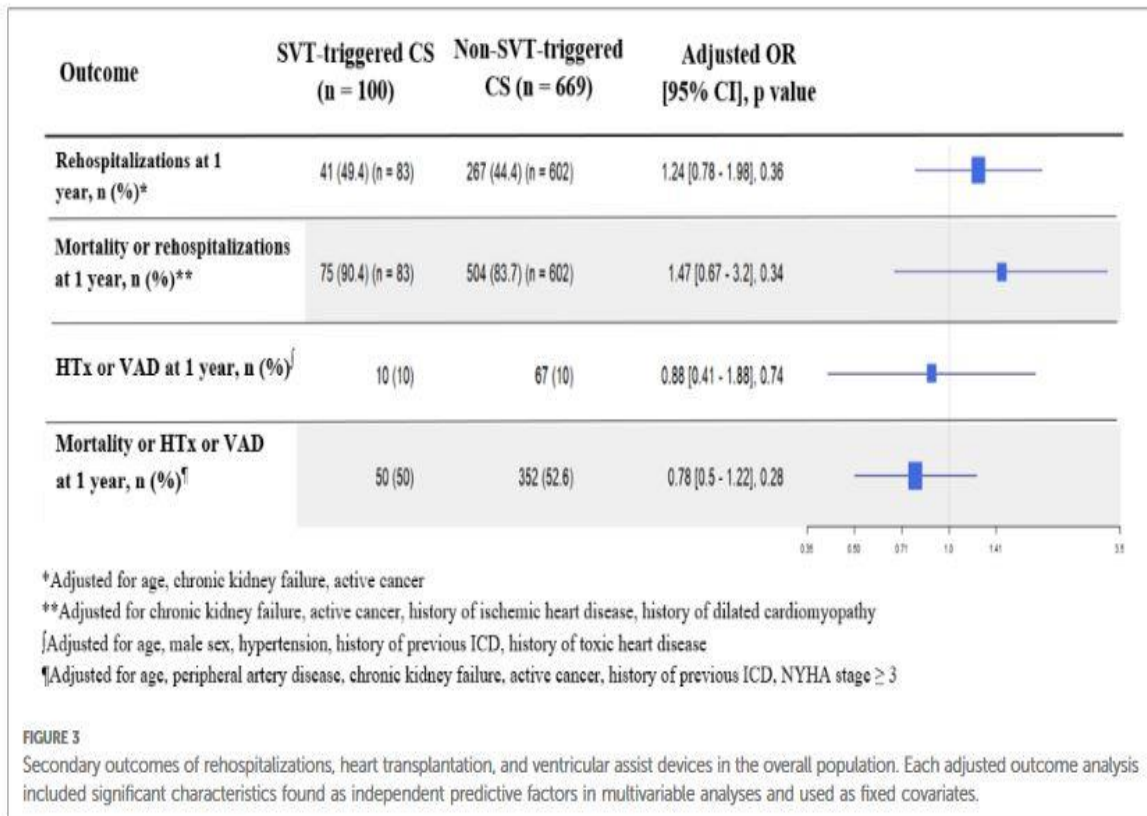 Outcome
SVT-triggered CS
(n = 100)
Non-SVT-triggered
CS (n = 669)
Adjusted OR
[95% CI], p value
Rehospitalizations at 1
year, n (%)*
41 (49.4) (n = 83)
267 (44.4) (n = 602)
1.24 [0.78 - 1.98], 0.36
Mortality or rehospitalizations
at 1 year, n (%)**
75 (90.4) (n = 83)
504 (83.7) (n = 602)
1.47 [0.67 - 3.2], 0.34
HTx or VAD at 1 year, n (%)∫
10 (10)
67 (10)
0.88 [0.41 - 1.88], 0.74
Mortality or HTx or VAD
at 1 year, n (%)¶
50 (50)
352 (52.6)
0.78 [0.5 - 1.22], 0.28
0.35 0.50 0.71 1.0 1.41 3.5
*Adjusted for age, chronic kidney failure, active cancer
**Adjusted for chronic kidney failure, active cancer, history of ischemic heart disease, history of dilated cardiomyopathy
∫Adjusted for age, male sex, hypertension, history of previous ICD, history of toxic heart disease
¶Adjusted for age, peripheral artery disease, chronic kidney failure, active cancer, history of previous ICD, NYHA stage ≥ 3
FIGURE 3
Secondary outcomes of rehospitalizations, heart transplantation, and ventricular assist devices in the overall population. Each adjusted outcome analysis
included significant characteristics found as independent predictive factors in multivariable analyses and used as fixed covariates.